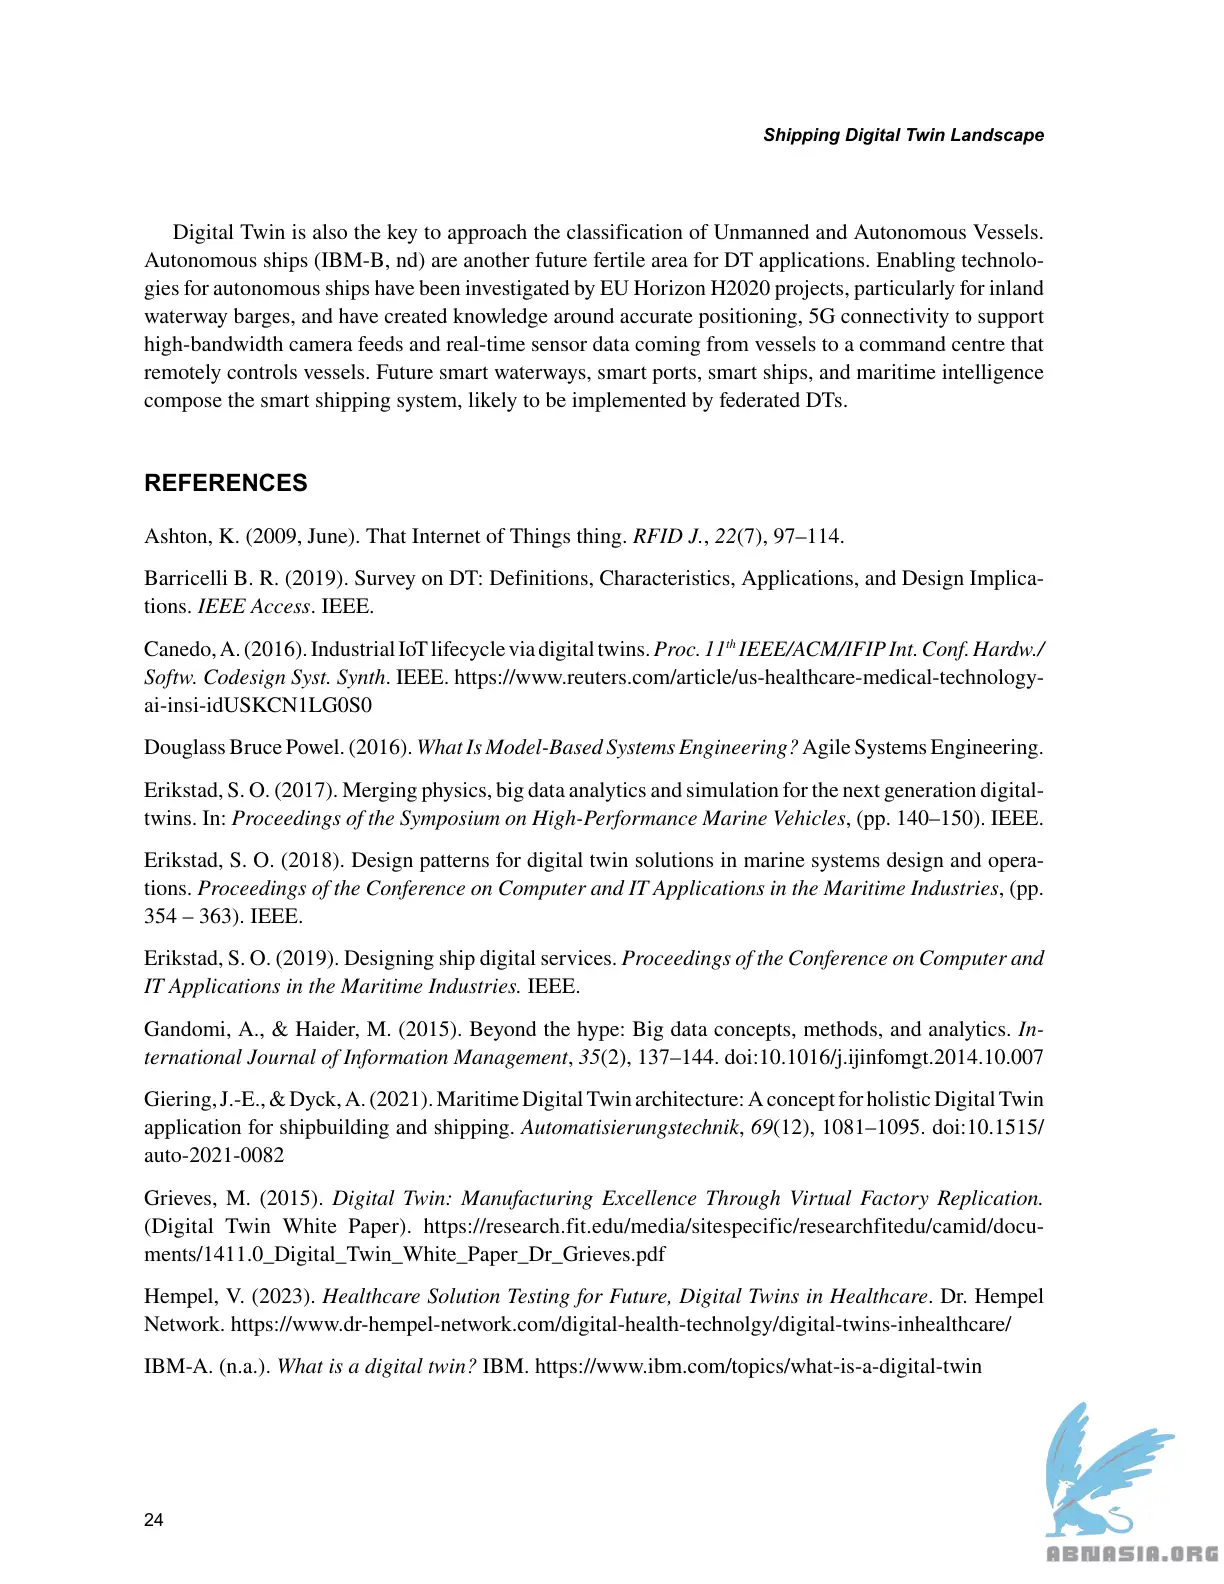 Shipping Digital Twin Landscape
Digital Twin is also the key to approach the classification of Unmanned and Autonomous Vessels.
Autonomous ships (IBM-B, nd) are another future fertile area for DT applications. Enabling technolo-
gies for autonomous ships have been investigated by EU Horizon H2020 projects, particularly for inland
waterway barges, and have created knowledge around accurate positioning, 5G connectivity to support
high-bandwidth camera feeds and real-time sensor data coming from vessels to a command centre that
remotely controls vessels. Future smart waterways, smart ports, smart ships, and maritime intelligence
compose the smart shipping system, likely to be implemented by federated DTs.
REFERENCES
Ashton, K. (2009, June). That Internet of Things thing. RFID J., 22(7), 97–114.
Barricelli B. R. (2019). Survey on DT: Definitions, Characteristics, Applications, and Design Implica-
tions. IEEE Access. IEEE.
Canedo, A. (2016). Industrial IoT lifecycle via digital twins. Proc. 11th IEEE/ACM/IFIP Int. Conf. Hardw./
Softw. Codesign Syst. Synth. IEEE. https://www.reuters.com/article/us-healthcare-medical-technology-
ai-insi-idUSKCN1LG0S0
Douglass Bruce Powel. (2016). What Is Model-Based Systems Engineering? Agile Systems Engineering.
Erikstad, S. O. (2017). Merging physics, big data analytics and simulation for the next generation digital-
twins. In: Proceedings of the Symposium on High-Performance Marine Vehicles, (pp. 140–150). IEEE.
Erikstad, S. O. (2018). Design patterns for digital twin solutions in marine systems design and opera-
tions. Proceedings of the Conference on Computer and IT Applications in the Maritime Industries, (pp.
354 – 363). IEEE.
Erikstad, S. O. (2019). Designing ship digital services. Proceedings of the Conference on Computer and
IT Applications in the Maritime Industries. IEEE.
Gandomi, A., & Haider, M. (2015). Beyond the hype: Big data concepts, methods, and analytics. In-
ternational Journal of Information Management, 35(2), 137–144. doi:10.1016/j.ijinfomgt.2014.10.007
Giering, J.-E., & Dyck, A. (2021). Maritime Digital Twin architecture: A concept for holistic Digital Twin
application for shipbuilding and shipping. Automatisierungstechnik, 69(12), 1081–1095. doi:10.1515/
auto-2021-0082
Grieves, M. (2015). Digital Twin: Manufacturing Excellence Through Virtual Factory Replication.
(Digital Twin White Paper). https://research.fit.edu/media/sitespecific/researchfitedu/camid/docu-
ments/1411.0_Digital_Twin_White_Paper_Dr_Grieves.pdf
Hempel, V. (2023). Healthcare Solution Testing for Future, Digital Twins in Healthcare. Dr. Hempel
Network. https://www.dr-hempel-network.com/digital-health-technolgy/digital-twins-inhealthcare/
IBM-A. (n.a.). What is a digital twin? IBM. https://www.ibm.com/topics/what-is-a-digital-twin
24
ABNASIA.ORG